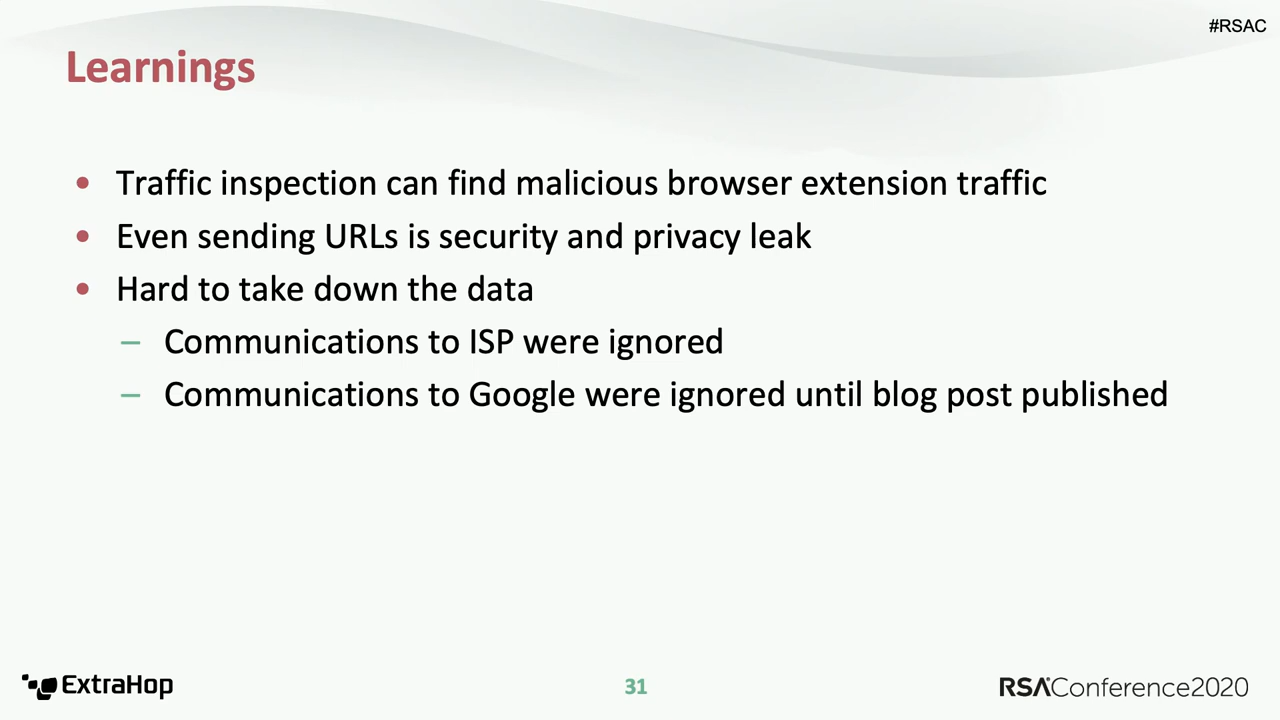 #RSAC
Learnings
• Traffic inspection can find malicious browser extension traffic
• Even sending URLs is security and privacy leak
• Hard to take down the data
– Communications to ISP were ignored
– Communications to Google were ignored until blog post published
ExtraHop
31
RSAConference2020